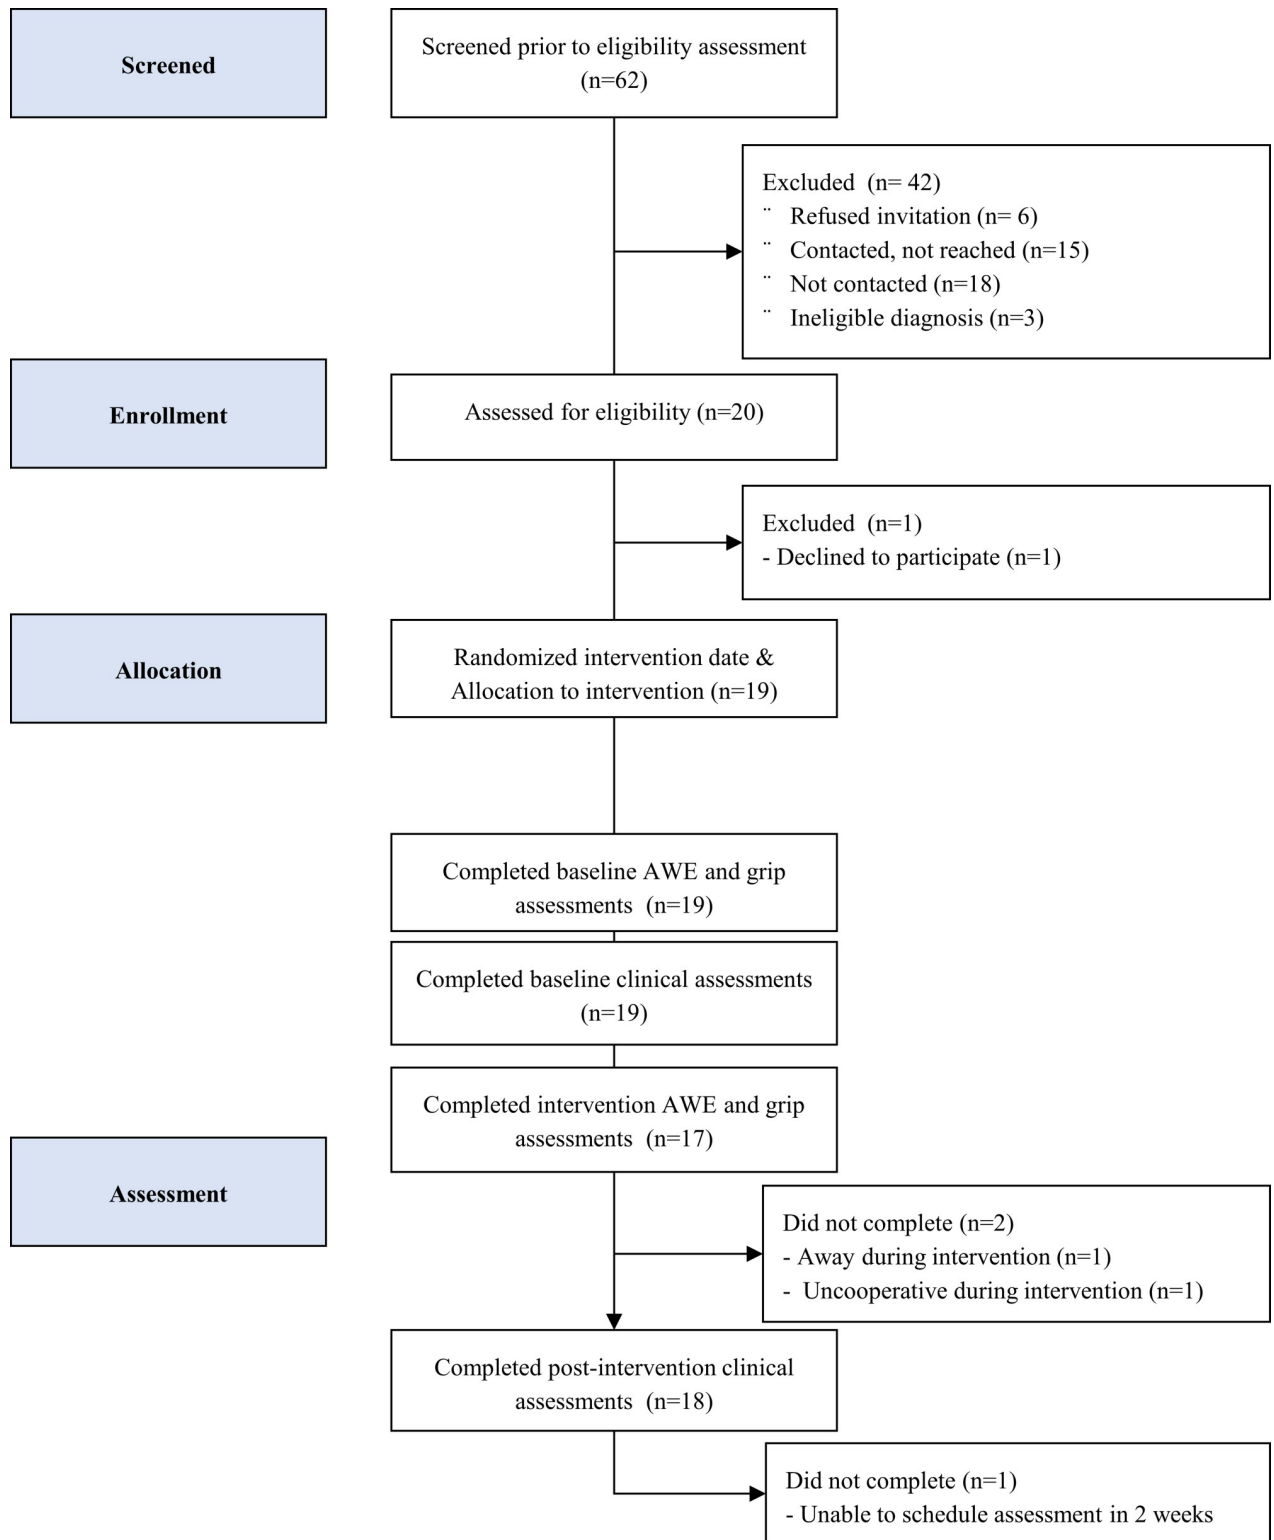 Screened
Screened prior to eligibility assessment
(n=62)
Excluded  (n= 42)
¨   Refused invitation (n= 6)
¨   Contacted, not reached (n=15)
¨   Not contacted (n=18)
¨   Ineligible diagnosis (n=3)
Enrollment
Assessed for eligibility (n=20)
Excluded  (n=1)
- Declined to participate (n=1)
Allocation
Randomized intervention date &
Allocation to intervention (n=19)
Completed baseline AWE and grip
assessments  (n=19)
Completed baseline clinical assessments
(n=19)
Completed intervention AWE and grip
assessments  (n=17)
Assessment
Did not complete (n=2)
- Away during intervention (n=1)
-  Uncooperative during intervention (n=1)
Completed post-intervention clinical
assessments  (n=18)
Did not complete (n=1)
- Unable to schedule assessment in 2 weeks